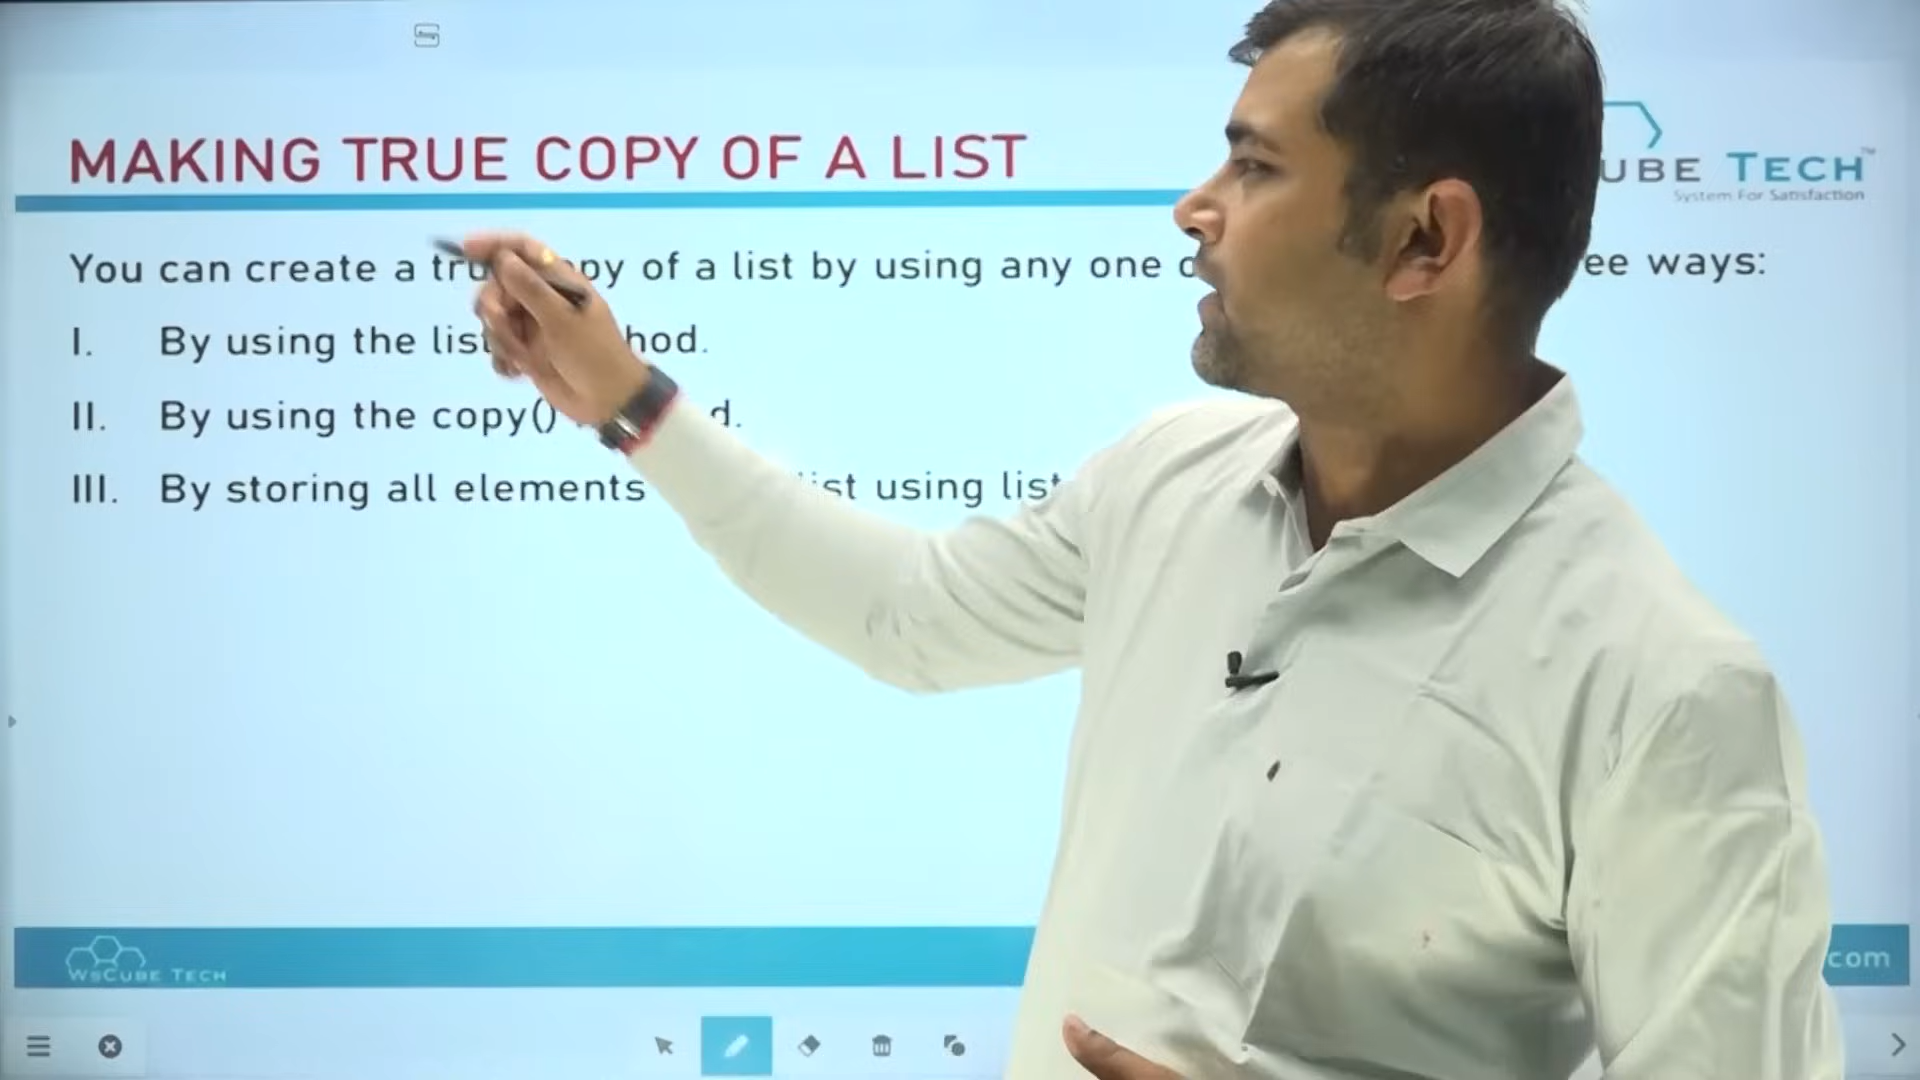 MAKING TRUE COPY OF A LIST
UBE TECH™
System For Satisfaction
You can create a tru py of a list by using any one ee ways:
I. By using the lis hod.
II. By using the copy() d.
III. By storing all elements ist using list
WsCube Tech
com